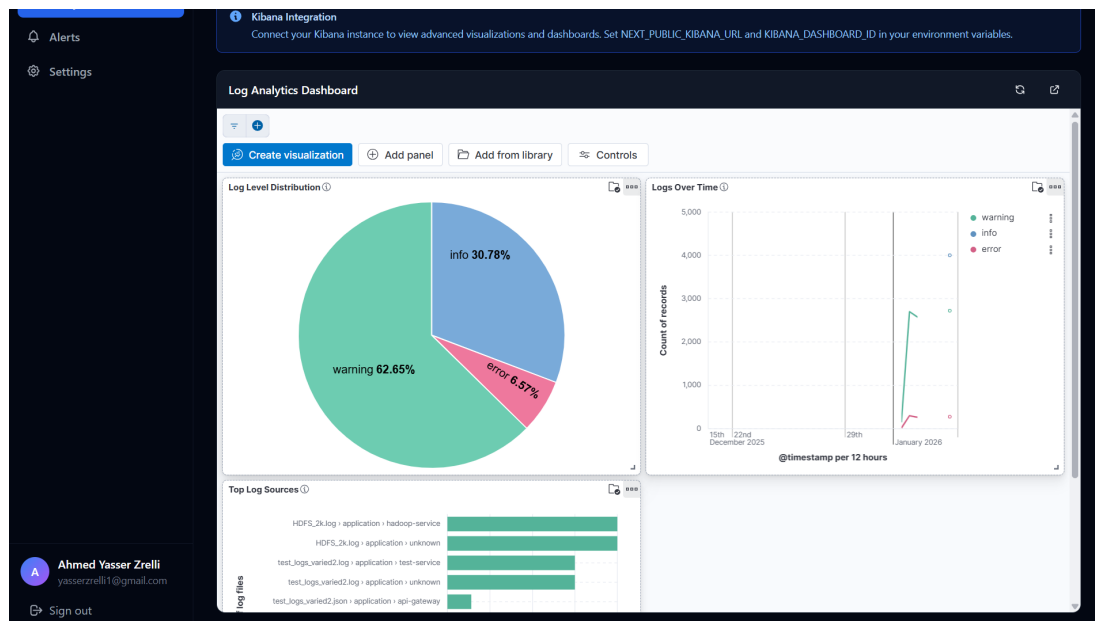 Kibana Integration
Connect your Kibana instance to view advanced visualizations and dashboards. Set NEXT_PUBLIC_KIBANA_URL and KIBANA_DASHBOARD_ID in your environment variables.
Alerts
Settings
Log Analytics Dashboard
Create visualization
Add panel
Add from library
Controls
Log Level Distribution
info 30.78%
error 6.57%
warning 62.65%
Logs Over Time
5,000
4,000
3,000
2,000
1,000
0
Count of records
15th
22nd
29th
December 2025
January 2026
@timestamp per 12 hours
warning
info
error
Top Log Sources
HDFS_2k.log › application › hadoop-service
HDFS_2k.log › application › unknown
test_logs_varied2.log › application › test-service
test_logs_varied2.log › application › unknown
test_logs_varied2.json › application › api-gateway
log files
A
Ahmed Yasser Zrelli
yasserzrelli1@gmail.com
Sign out